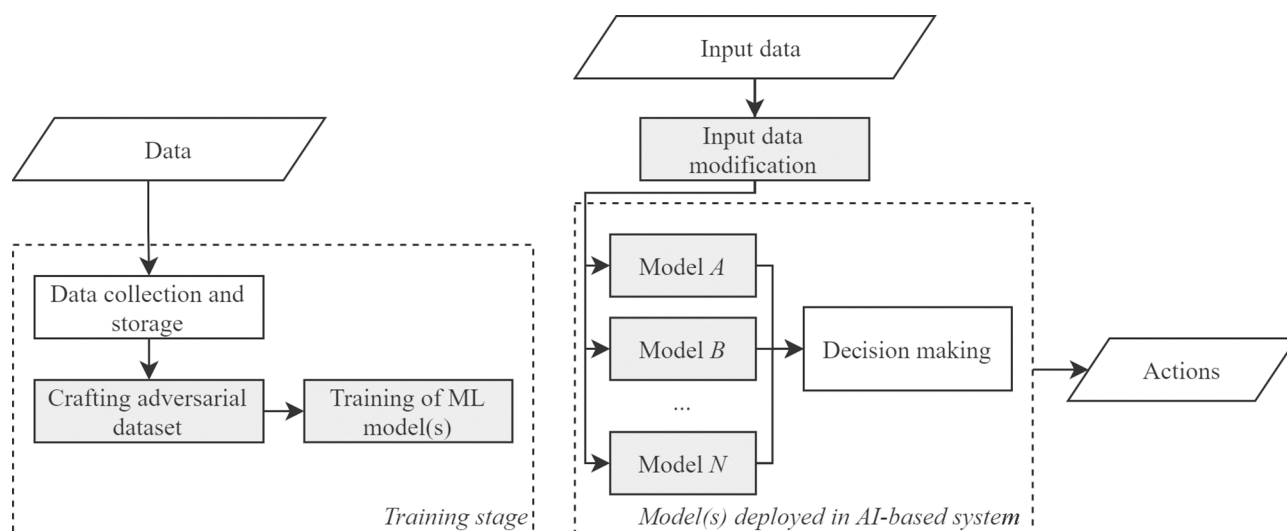 Data
Data collection and
storage
Crafting adversarial
dataset
Training of ML
model(s)
Training stage
Input data
Input data
modification
Model A
Model B
...
Model N
Decision making
Model(s) deployed in AI-based system
Actions